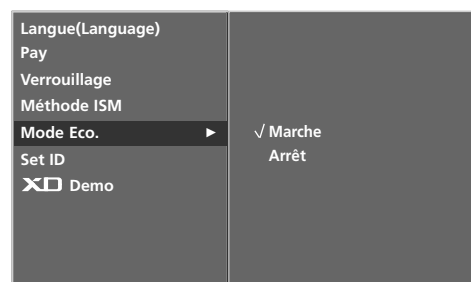 Langue(Language)
Pay
Verrouillage
Méthode ISM
Mode Eco. ►
√ Marche
Arrêt
Set ID
XD Demo